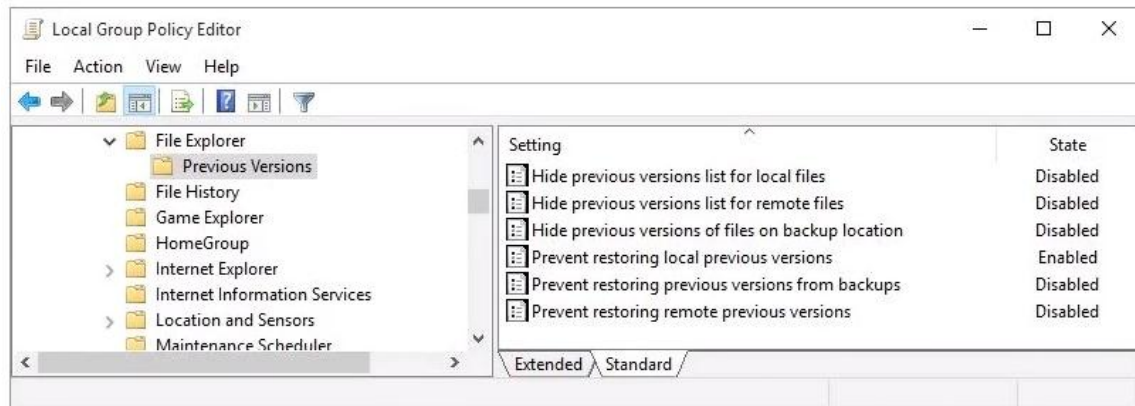 Local Group Policy Editor
File Action View Help
File Explorer
Previous Versions
File History
Game Explorer
HomeGroup
Internet Explorer
Internet Information Services
Location and Sensors
Maintenance Scheduler
Setting State
Hide previous versions list for local files Disabled
Hide previous versions list for remote files Disabled
Hide previous versions of files on backup location Disabled
Prevent restoring local previous versions Enabled
Prevent restoring previous versions from backups Disabled
Prevent restoring remote previous versions Disabled
Extended Standard